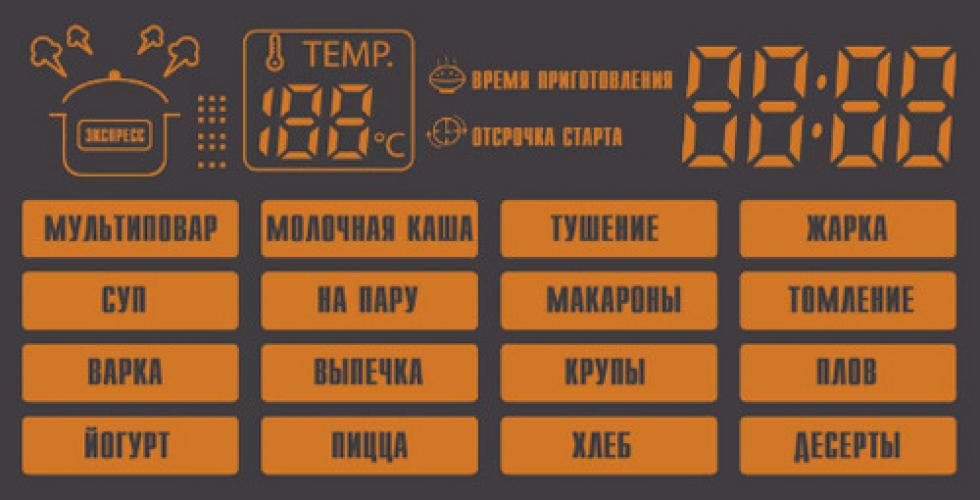 TEMP.
ВРЕМЯ ПРИГОТОВЛЕНИЯ
88:88
ЭКСПРЕСС
188°C
ОТСРОЧКА СТАРТА
МУЛЬТИПОВАР МОЛОЧНАЯ КАША ТУШЕНИЕ ЖАРКА
СУП НА ПАРУ МАКАРОНЫ ТОМЛЕНИЕ
ВАРКА ВЫПЕЧКА КРУПЫ ПЛОВ
ЙОГУРТ ПИЦЦА ХЛЕБ ДЕСЕРТЫ